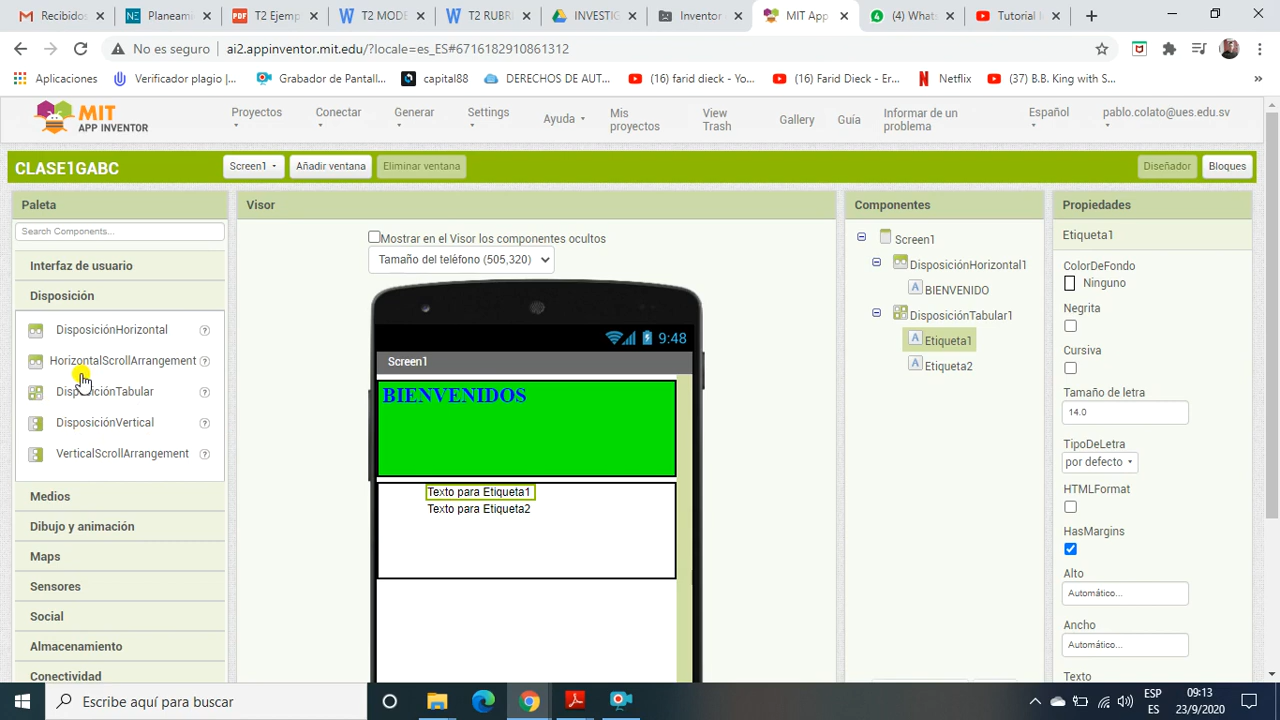 Recibidos
Planeami
T2 Ejemp
T2 MODE
T2 RUBRI
INVESTIG
Inventor
MIT App
(4) Whats
Tutorial In
No es seguro
ai2.appinventor.mit.edu/?locale=es_ES#6716182910861312
Aplicaciones
Verificador plagio |...
Grabador de Pantall...
capital88
DERECHOS DE AUT...
(16) farid dieck - Yo...
(16) Farid Dieck - Er...
Netflix
(37) B.B. King with S...
»
MIT
APP INVENTOR
Proyectos
Conectar
Generar
Settings
Ayuda
Mis proyectos
View Trash
Gallery
Guía
Informar de un problema
Español
pablo.colato@ues.edu.sv
CLASE1GABC
Screen1
Añadir ventana
Eliminar ventana
Diseñador
Bloques
Paleta
Search Components...
Interfaz de usuario
Disposición
DisposiciónHorizontal
HorizontalScrollArrangement
DisposiciónTabular
DisposiciónVertical
VerticalScrollArrangement
Medios
Dibujo y animación
Maps
Sensores
Social
Almacenamiento
Conectividad
Visor
Mostrar en el Visor los componentes ocultos
Tamaño del teléfono (505,320)
9:48
Screen1
BIENVENIDOS
Texto para Etiqueta1
Texto para Etiqueta2
Componentes
Screen1
DisposiciónHorizontal1
BIENVENIDO
DisposiciónTabular1
Etiqueta1
Etiqueta2
Propiedades
Etiqueta1
ColorDeFondo
Ninguno
Negrita
Cursiva
Tamaño de letra
14.0
TipoDeLetra
por defecto
HTMLFormat
HasMargins
Alto
Automático...
Ancho
Automático...
Texto
Escribe aquí para buscar
ESP
ES
09:13
23/9/2020